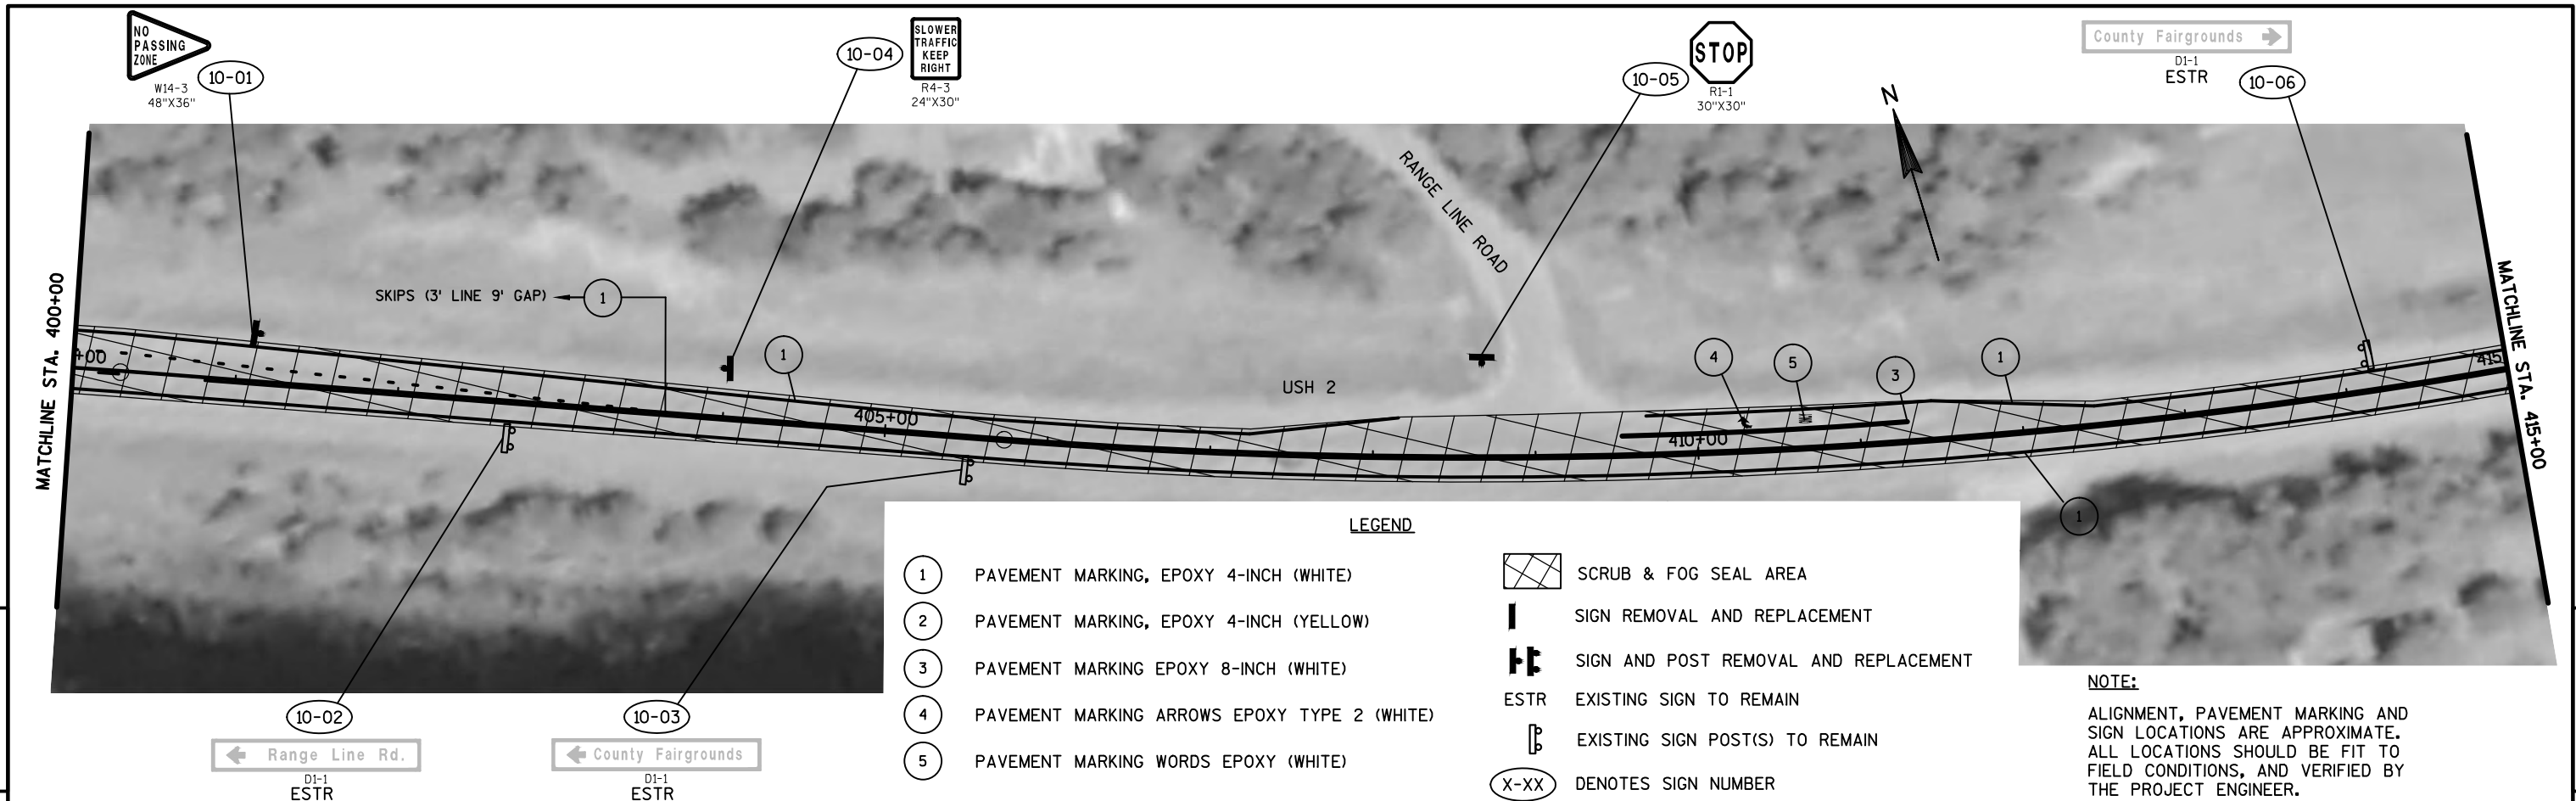 NO
PASSING
ZONE
W14-3
48"X36"
10-01
10-04
SLOWER
TRAFFIC
KEEP
RIGHT
R4-3
24"X30"
10-05
STOP
R1-1
30"X30"
County Fairgrounds
D1-1
ESTR
10-06
N
RANGE LINE ROAD
MATCHLINE STA. 400+00
SKIPS (3' LINE 9' GAP)
1
1
+00
405+00
USH 2
4
5
3
1
410+00
415
MATCHLINE STA. 415+00
1
10-02
Range Line Rd.
D1-1
ESTR
10-03
County Fairgrounds
D1-1
ESTR
LEGEND
1 PAVEMENT MARKING, EPOXY 4-INCH (WHITE)
2 PAVEMENT MARKING, EPOXY 4-INCH (YELLOW)
3 PAVEMENT MARKING EPOXY 8-INCH (WHITE)
4 PAVEMENT MARKING ARROWS EPOXY TYPE 2 (WHITE)
5 PAVEMENT MARKING WORDS EPOXY (WHITE)
SCRUB & FOG SEAL AREA
SIGN REMOVAL AND REPLACEMENT
SIGN AND POST REMOVAL AND REPLACEMENT
ESTR EXISTING SIGN TO REMAIN
EXISTING SIGN POST(S) TO REMAIN
X-XX DENOTES SIGN NUMBER
NOTE:
ALIGNMENT, PAVEMENT MARKING AND
SIGN LOCATIONS ARE APPROXIMATE.
ALL LOCATIONS SHOULD BE FIT TO
FIELD CONDITIONS, AND VERIFIED BY
THE PROJECT ENGINEER.